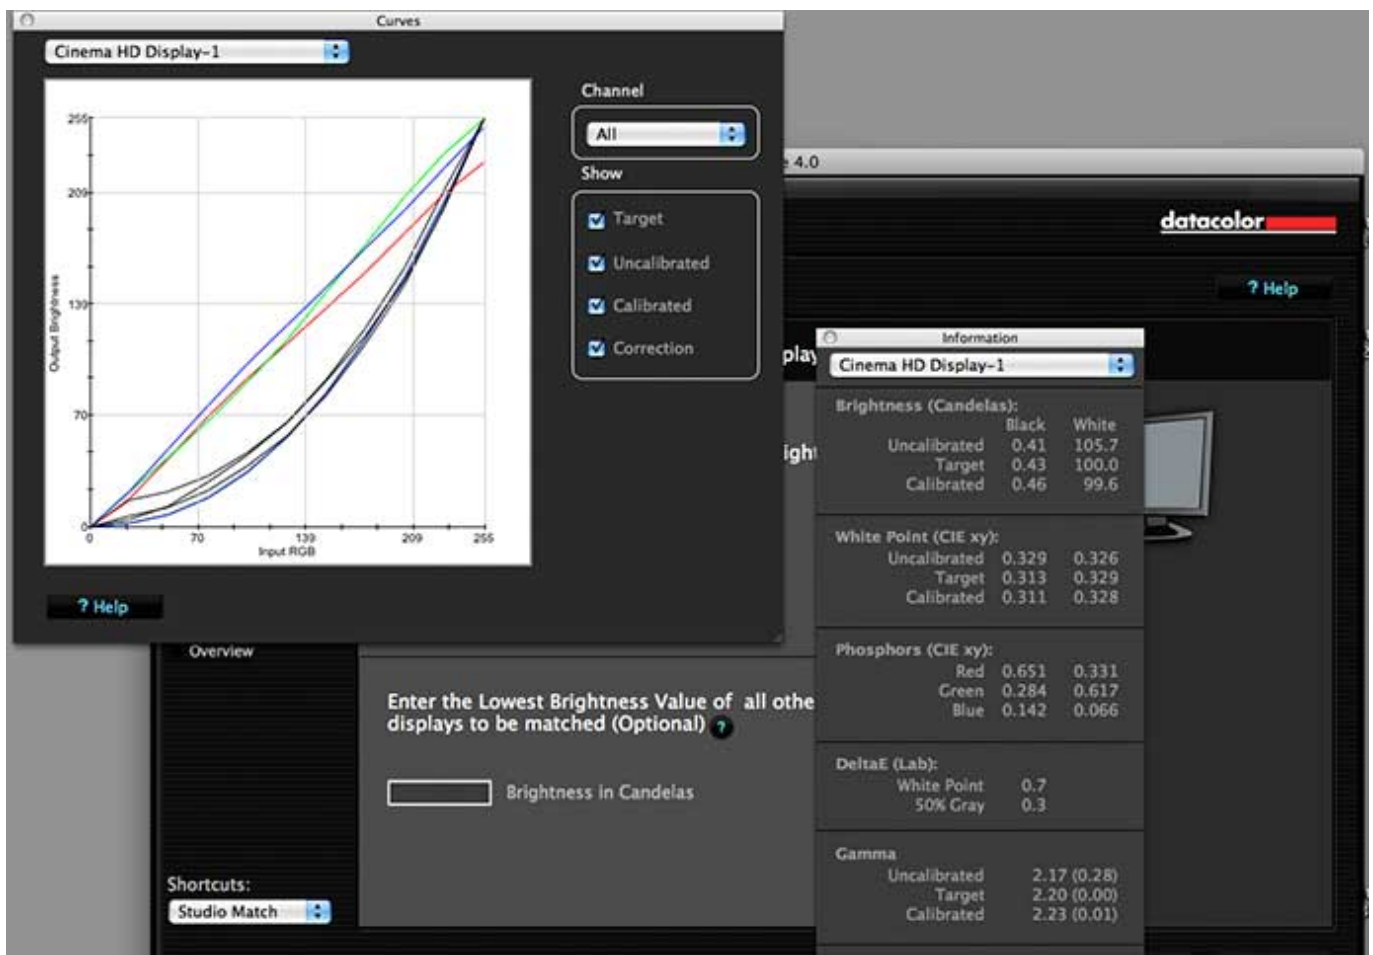 Curves
Cinema HD Display-1
255
209
139
70
0
Output Brightness
0 70 139 209 255
Input RGB
Channel
All
Show
Target
Uncalibrated
Calibrated
Correction
? Help
4.0
datacolor
? Help
play
igh
Information
Cinema HD Display-1
Brightness (Candelas):
Black White
Uncalibrated 0.41 105.7
Target 0.43 100.0
Calibrated 0.46 99.6
White Point (CIE xy):
Uncalibrated 0.329 0.326
Target 0.313 0.329
Calibrated 0.311 0.328
Phosphors (CIE xy):
Red 0.651 0.331
Green 0.284 0.617
Blue 0.142 0.066
DeltaE (Lab):
White Point 0.7
50% Gray 0.3
Gamma
Uncalibrated 2.17 (0.28)
Target 2.20 (0.00)
Calibrated 2.23 (0.01)
Overview
Enter the Lowest Brightness Value of all othe
displays to be matched (Optional) ?
Brightness in Candelas
Shortcuts:
Studio Match